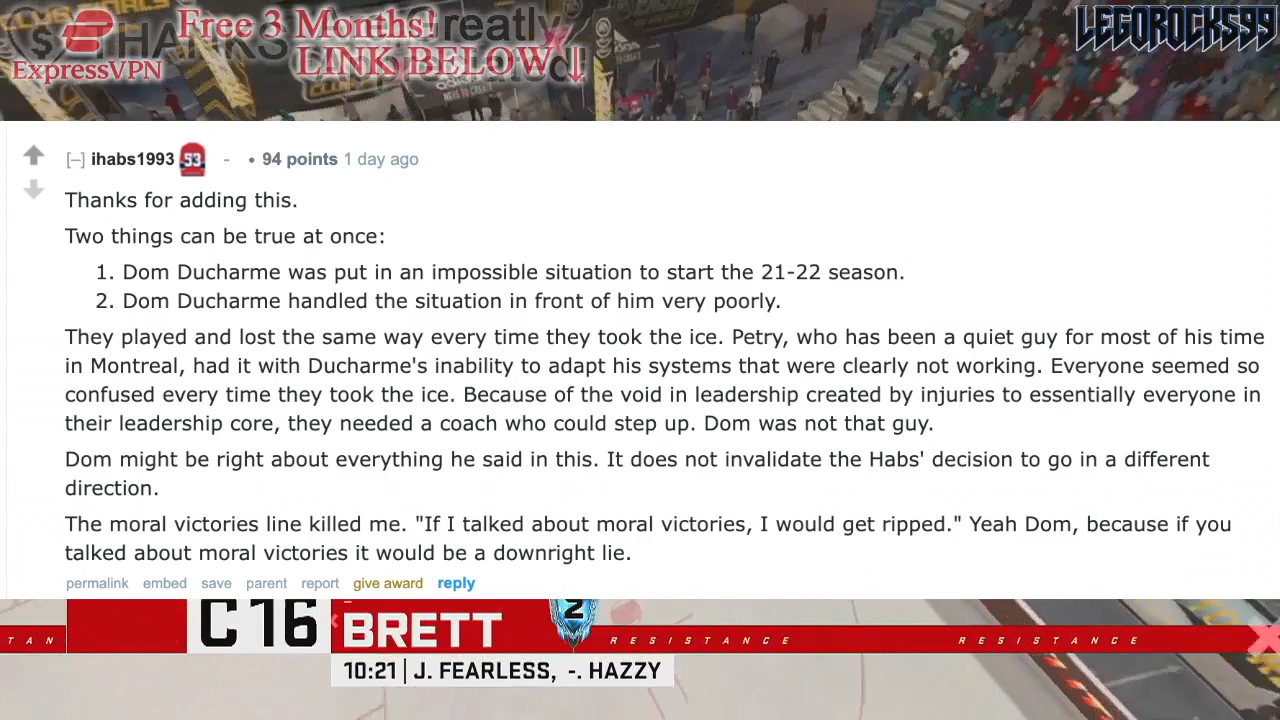 Free 3 Months! Greatly
$ THANKS
ExpressVPN LINK BELOW↓
LEGOROCKS99
[–] ihabs1993 53 - • 94 points 1 day ago
Thanks for adding this.
Two things can be true at once:
1. Dom Ducharme was put in an impossible situation to start the 21-22 season.
2. Dom Ducharme handled the situation in front of him very poorly.
They played and lost the same way every time they took the ice. Petry, who has been a quiet guy for most of his time
in Montreal, had it with Ducharme's inability to adapt his systems that were clearly not working. Everyone seemed so
confused every time they took the ice. Because of the void in leadership created by injuries to essentially everyone in
their leadership core, they needed a coach who could step up. Dom was not that guy.
Dom might be right about everything he said in this. It does not invalidate the Habs' decision to go in a different
direction.
The moral victories line killed me. "If I talked about moral victories, I would get ripped." Yeah Dom, because if you
talked about moral victories it would be a downright lie.
permalink embed save parent report give award reply
C 16 BRETT 2
TAN RESISTANCE RESISTANCE
10:21 | J. FEARLESS, -. HAZZY